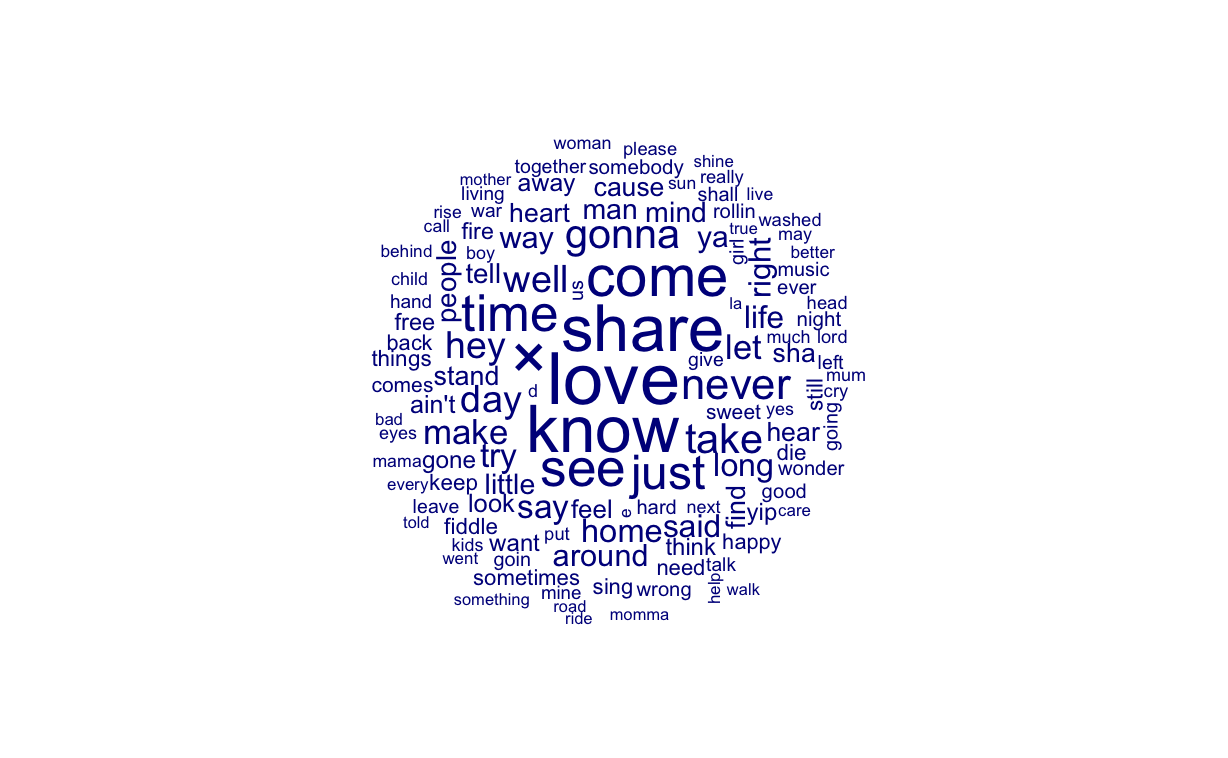 woman please
together somebody shine
mother living away cause sun really shall live
rise war heart man mind rollin washed
call fire way gonna ya true girl may
behind people boy tell well us come right better music
child ever
hand time share la life head
free night
back hey × let much lord
things give sha left
comes stand love never still mum
ain't day d cry
bad sweet yes going
eyes make know take hear
mama gone try see just long die wonder
every keep little good
leave look say feel e hard next find yip care
told fiddle put home said
kids want around think happy
went goin need talk
sometimes mine sing wrong help walk
something road
ride momma